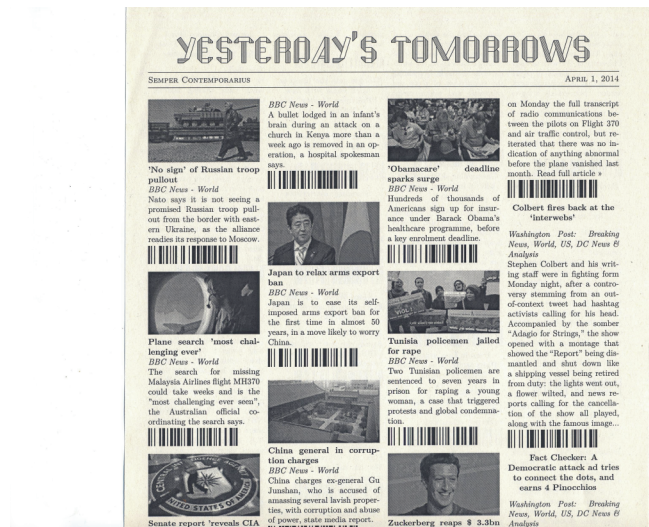 YESTERDAY'S TOMORROWS
SEMPER CONTEMPORARIUS
APRIL 1, 2014
'No sign' of Russian troop
pullout
BBC News - World
Nato says it is not seeing a
promised Russian troop pull-
out from the border with east-
ern Ukraine, as the alliance
readies its response to Moscow.
Plane search 'most chal-
lenging ever'
BBC News - World
The search for missing
Malaysia Airlines flight MH370
could take weeks and is the
"most challenging ever seen",
the Australian official co-
ordinating the search says.
UNITED STATES OF AMERICA
Senate report 'reveals CIA
BBC News - World
A bullet lodged in an infant's
brain during an attack on a
church in Kenya more than a
week ago is removed in an op-
eration, a hospital spokesman
says.
Japan to relax arms export
ban
BBC News - World
Japan is to ease its self-
imposed arms export ban for
the first time in almost 50
years, in a move likely to worry
China.
China general in corrup-
tion charges
BBC News - World
China charges ex-general Gu
Junshan, who is accused of
amassing several lavish proper-
ties, with corruption and abuse
of power, state media report.
'Obamacare' deadline
sparks surge
BBC News - World
Hundreds of thousands of
Americans sign up for insur-
ance under Barack Obama's
healthcare programme, before
a key enrolment deadline.
Tunisia policemen jailed
for rape
BBC News - World
Two Tunisian policemen are
sentenced to seven years in
prison for raping a young
woman, a case that triggered
protests and global condemna-
tion.
Zuckerberg reaps $ 3.3bn
on Monday the full transcript
of radio communications be-
tween the pilots on Flight 370
and air traffic control, but re-
iterated that there was no in-
dication of anything abnormal
before the plane vanished last
month. Read full article »
Colbert fires back at the
'interwebs'
Washington Post: Breaking
News, World, US, DC News &
Analysis
Stephen Colbert and his writ-
ing staff were in fighting form
Monday night, after a contro-
versy stemming from an out-
of-context tweet had hashtag
activists calling for his head.
Accompanied by the somber
"Adagio for Strings," the show
opened with a montage that
showed the "Report" being dis-
mantled and shut down like
a shipping vessel being retired
from duty: the lights went out,
a flower wilted, and news re-
ports calling for the cancella-
tion of the show all played,
along with the famous image...
Fact Checker: A
Democratic attack ad tries
to connect the dots, and
earns 4 Pinocchios
Washington Post: Breaking
News, World, US, DC News &
Analysis